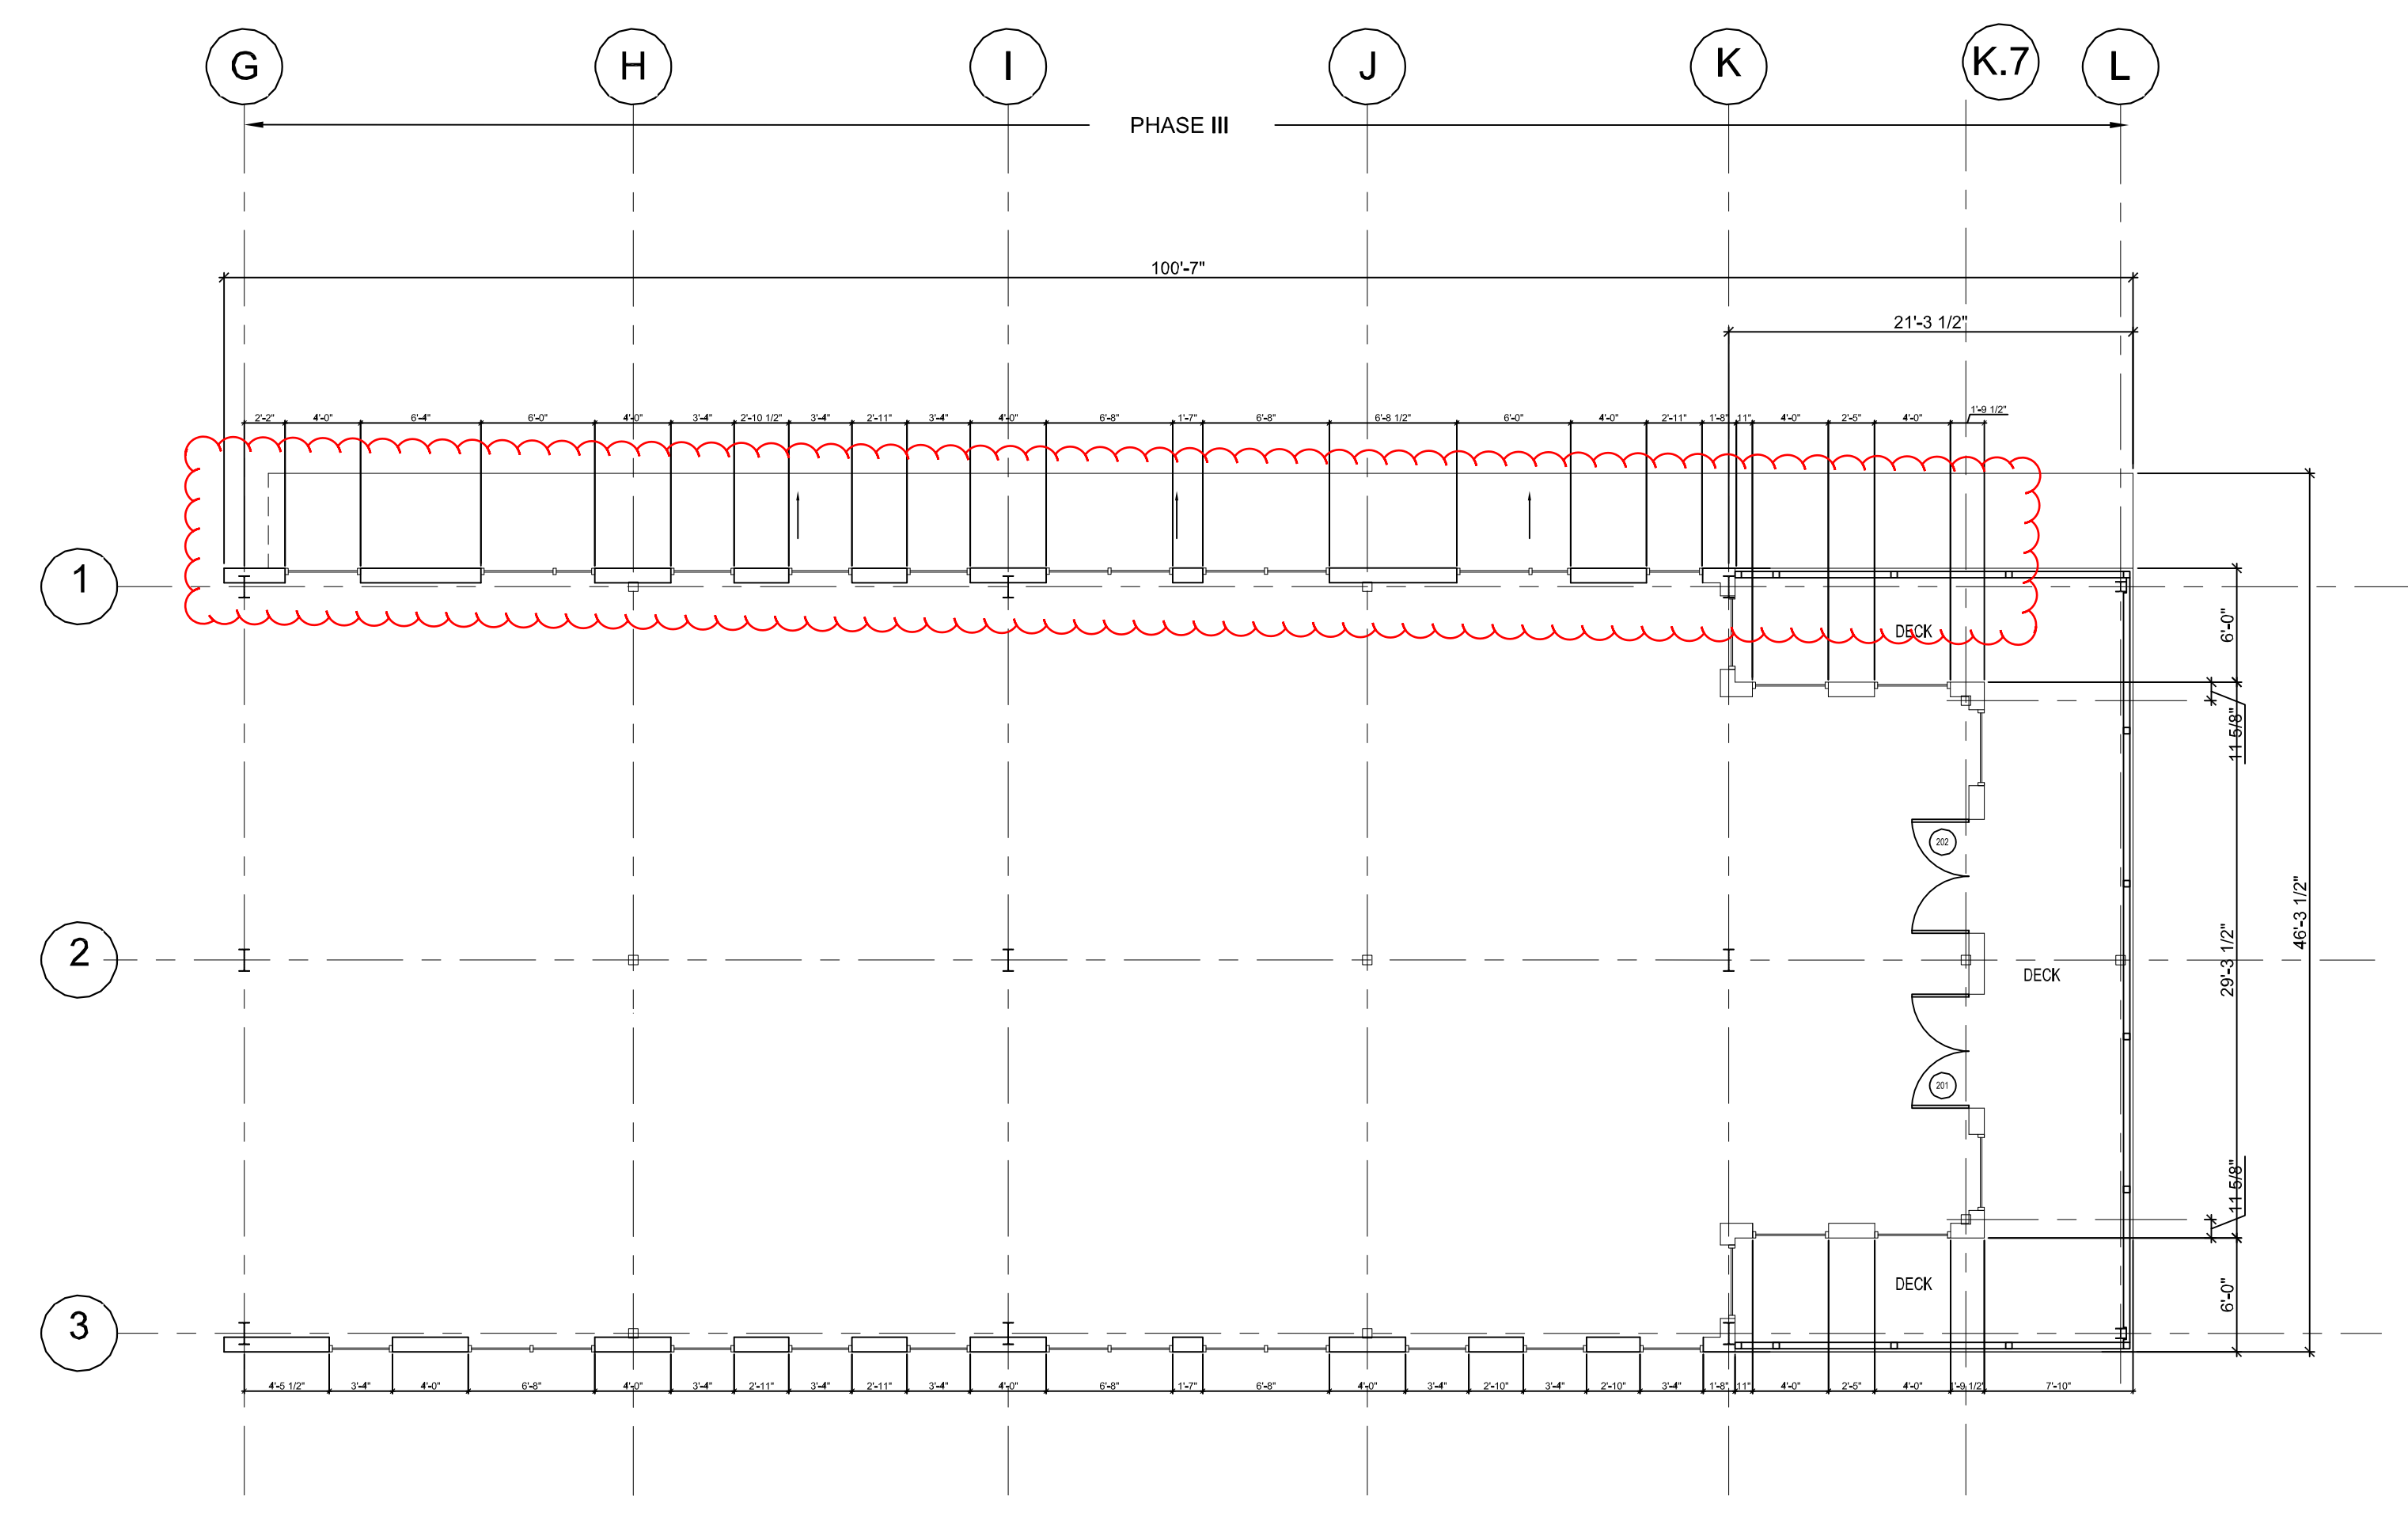 G H I J K K.7 L
PHASE III
100'-7"
21'-3 1/2"
2'-2" 4'-0" 6'-4" 6'-0" 4'-0" 3'-4" 2'-10 1/2" 3'-4" 2'-11" 3'-4" 4'-0" 6'-8" 1'-7" 6'-8" 6'-8 1/2" 6'-0" 4'-0" 2'-11" 1'-8" 11" 4'-0" 2'-5" 4'-0" 1'-9 1/2"
1
DECK
6'-0"
11 5/8"
202
2
DECK
29'-3 1/2"
46'-3 1/2"
201
11 5/8"
DECK
6'-0"
3
4'-5 1/2" 3'-4" 4'-0" 6'-8" 4'-0" 3'-4" 2'-11" 3'-4" 2'-11" 3'-4" 4'-0" 6'-8" 1'-7" 6'-8" 4'-0" 3'-4" 2'-10" 3'-4" 2'-10" 3'-4" 1'-8" 11" 4'-0" 2'-5" 4'-0" 1'-9 1/2" 7'-10"